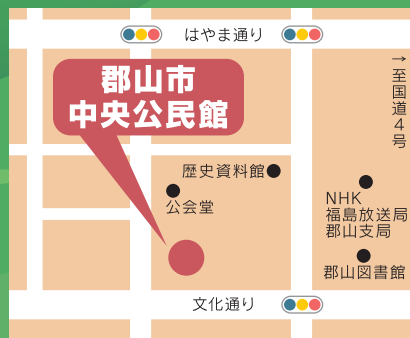 はやま通り
郡山市
中央公民館
→至国道4号
歴史資料館
公会堂
NHK
福島放送局
郡山支局
郡山図書館
文化通り